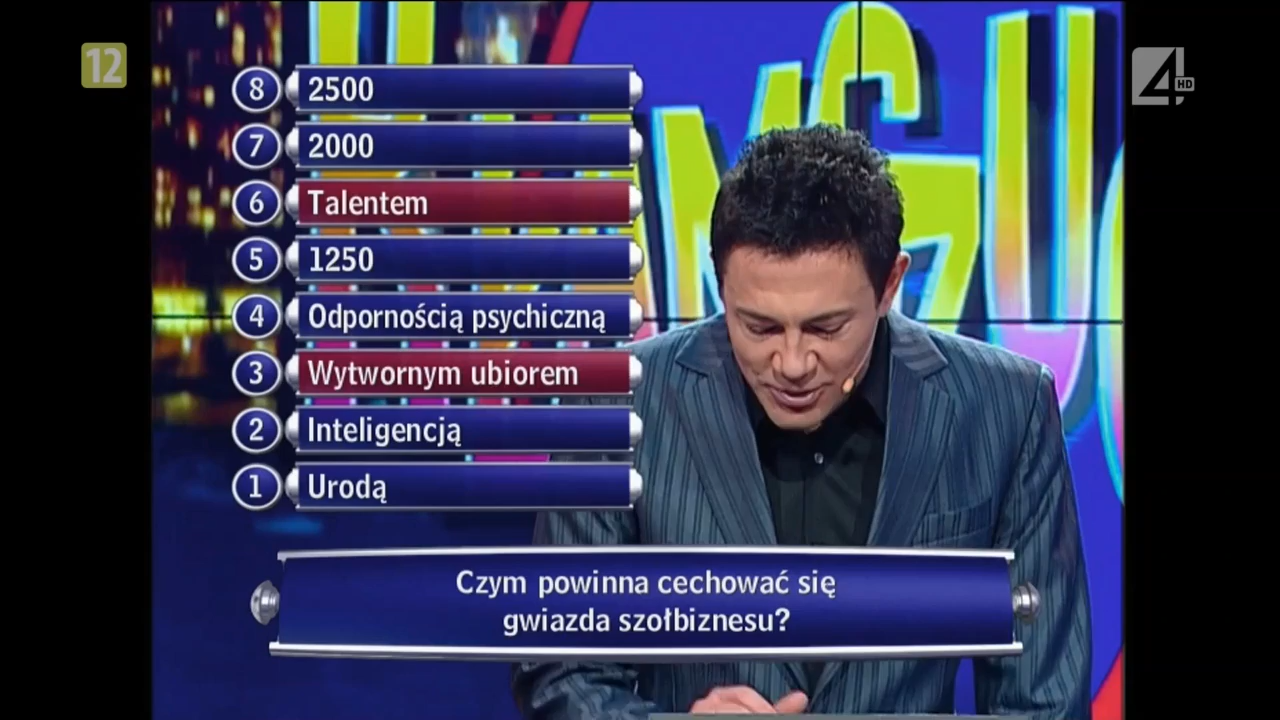 12
4 HD
8 2500
7 2000
6 Talentem
5 1250
4 Odpornością psychiczną
3 Wytwornym ubiorem
2 Inteligencją
1 Urodą
Czym powinna cechować się
gwiazda szołbiznesu?